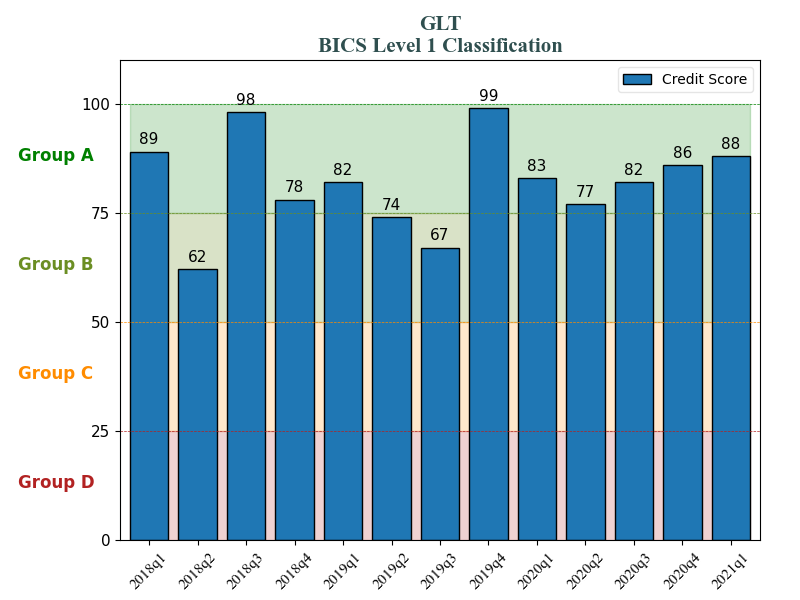 GLT
BICS Level 1 Classification
Credit Score
100
75
50
25
0
Group A
Group B
Group C
Group D
89
62
98
78
82
74
67
99
83
77
82
86
88
2018q1
2018q2
2018q3
2018q4
2019q1
2019q2
2019q3
2019q4
2020q1
2020q2
2020q3
2020q4
2021q1